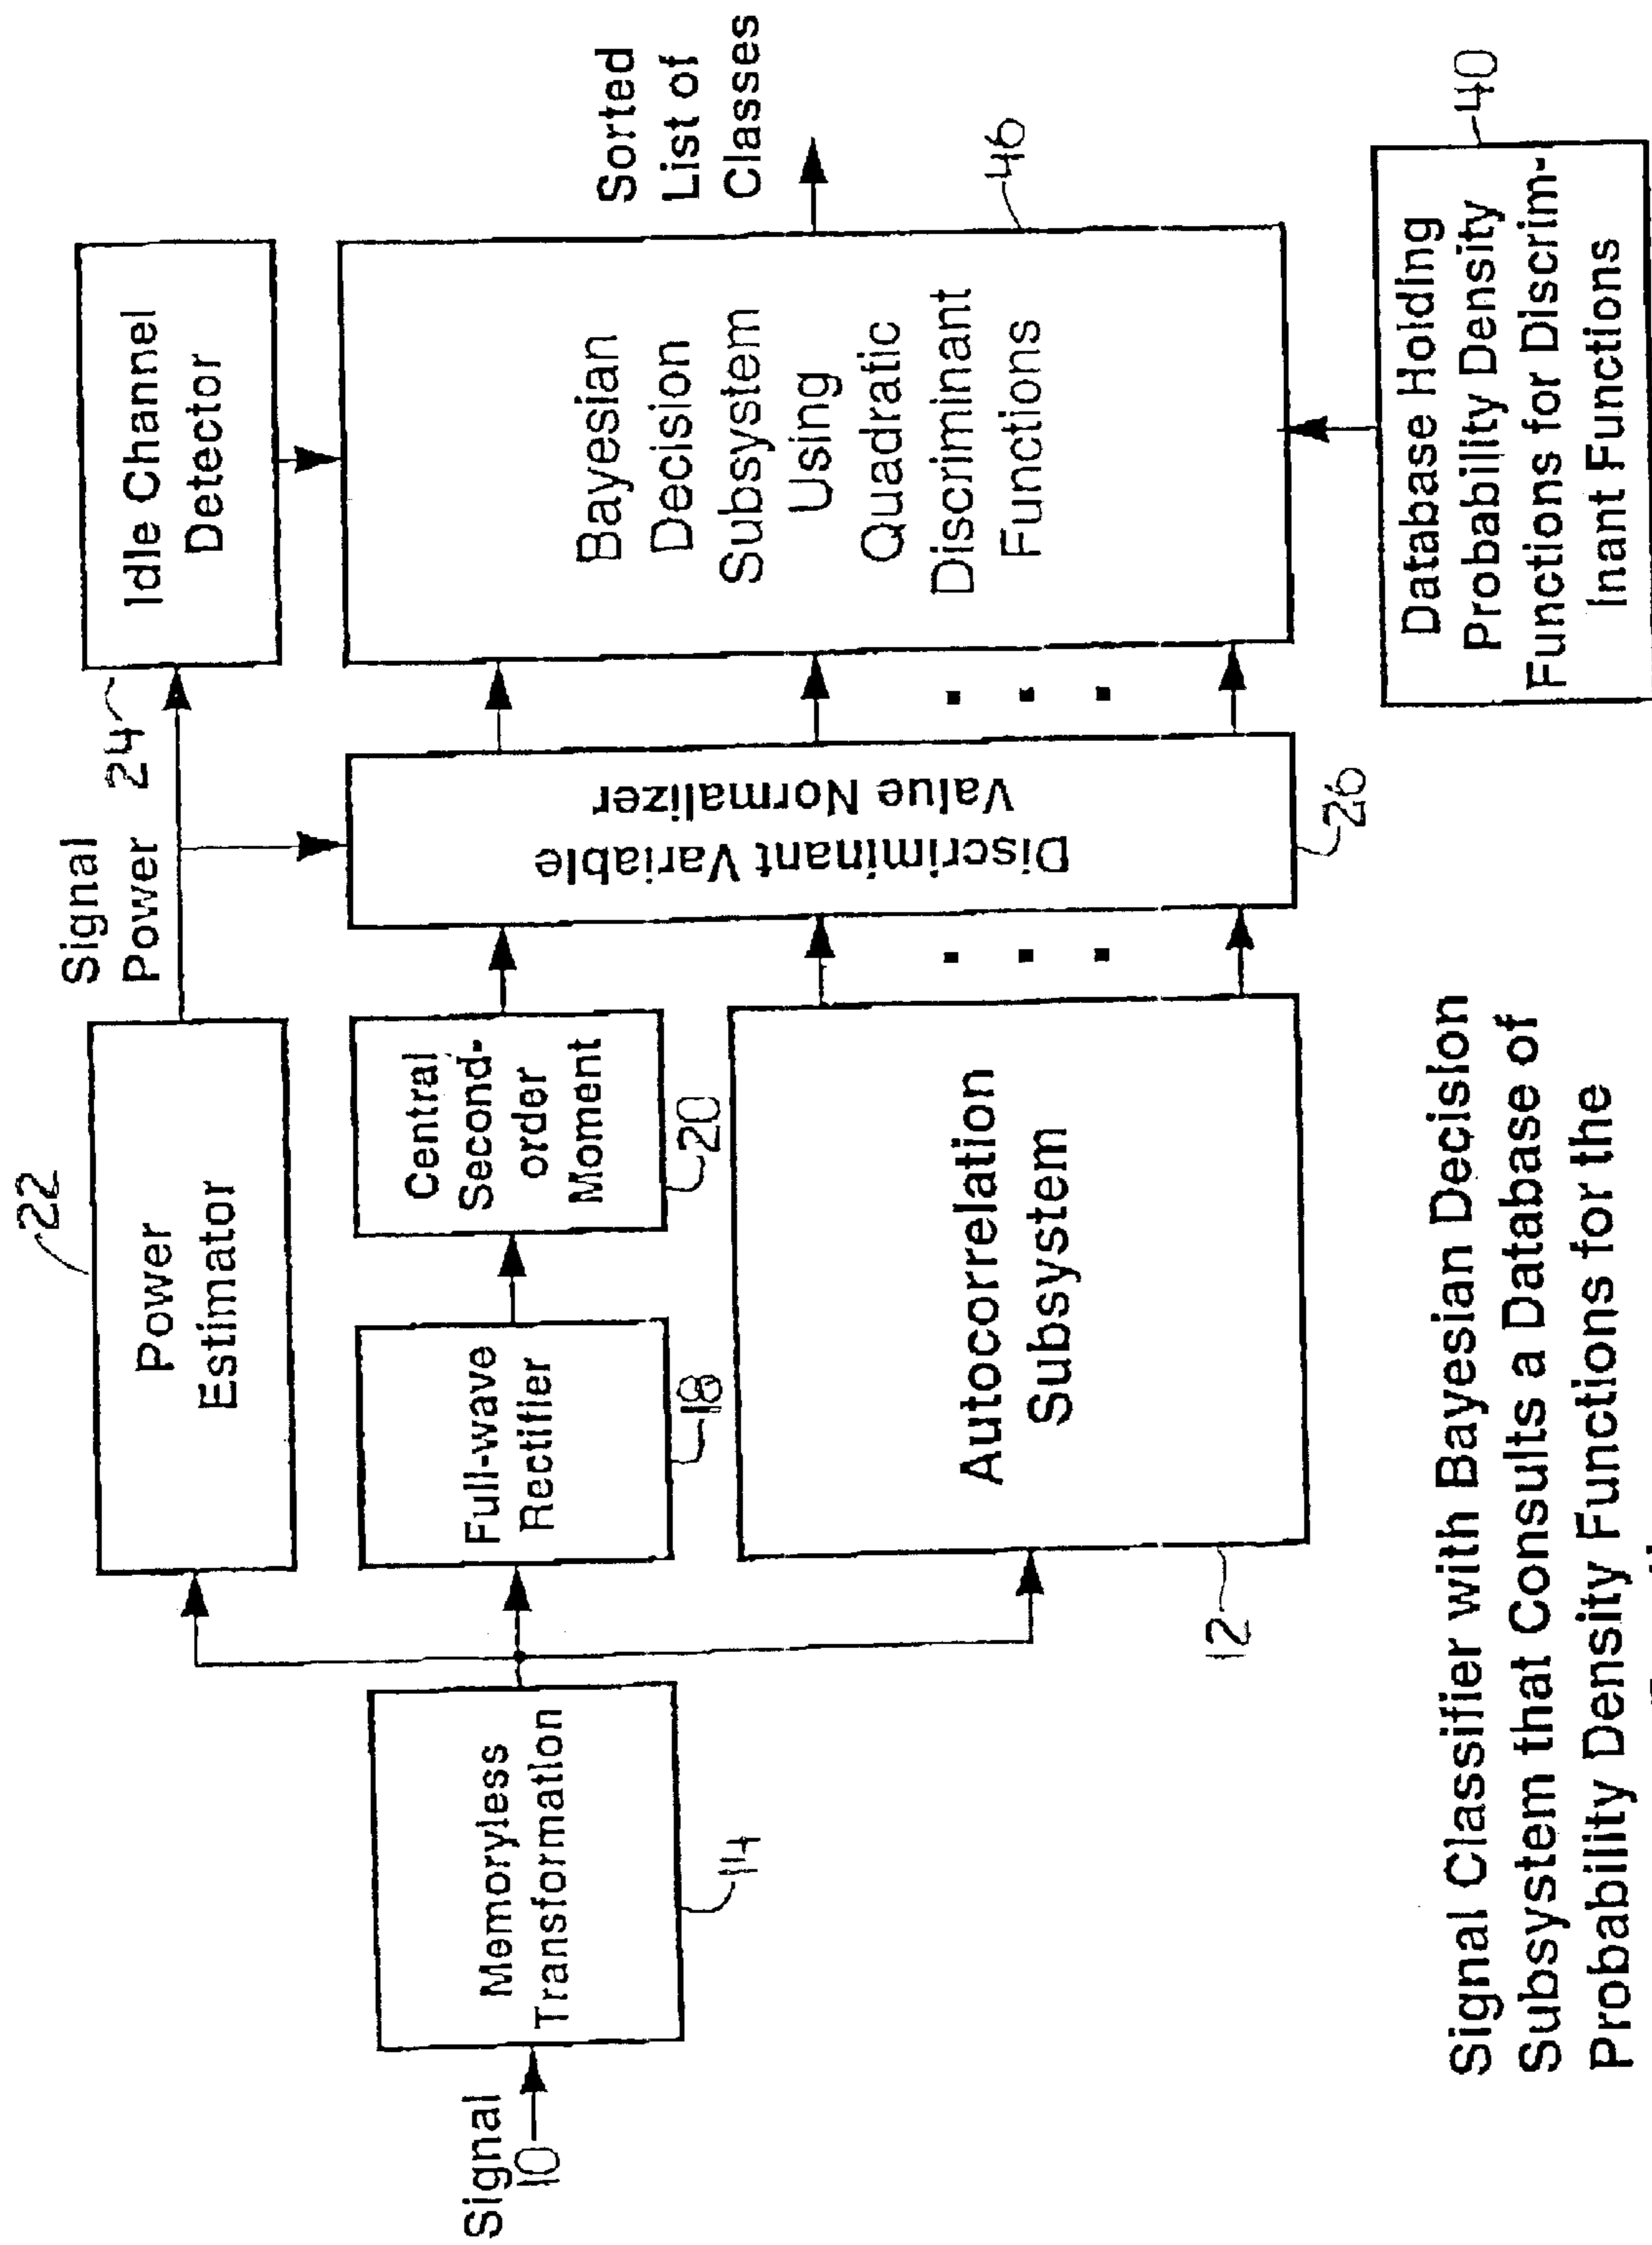 Signal
10
Memoryless
Transformation
14
22
Power
Estimator
Full-wave
Rectifier
18
Central
Second-
order
Moment
20
Autocorrelation
Subsystem
12
Signal
Power
24
Discriminant Variable
Value Normalizer
26
Idle Channel
Detector
Bayesian
Decision
Subsystem
Using
Quadratic
Discriminant
Functions
46
Sorted
List of
Classes
Database Holding
Probability Density
Functions for Discrim-
inant Functions
40
Signal Classifier with Bayesian Decision
Subsystem that Consults a Database of
Probability Density Functions for the